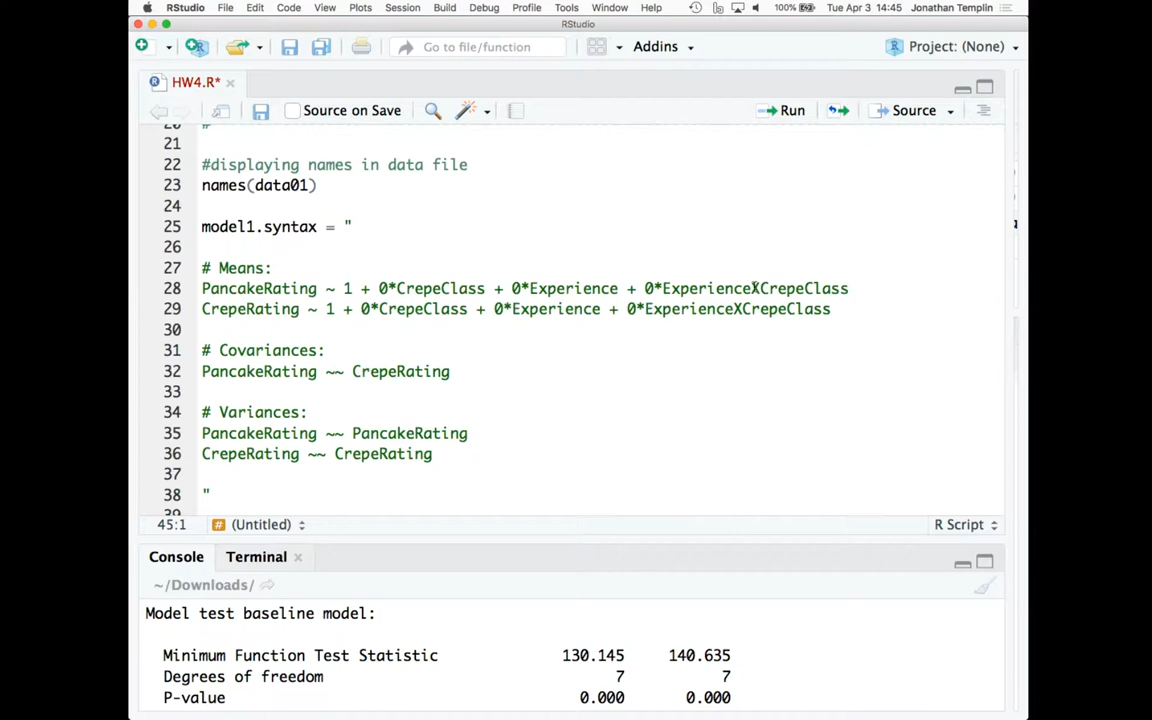 RStudio File Edit Code View Plots Session Build Debug Profile Tools Window Help 100% Tue Apr 3 14:45 Jonathan Templin
RStudio
Go to file/function Addins Project: (None)
HW4.R*
Source on Save Run Source
20 #
21
22 #displaying names in data file
23 names(data01)
24
25 model1.syntax = "
26
27 # Means:
28 PancakeRating ~ 1 + 0*CrepeClass + 0*Experience + 0*ExperienceXCrepeClass
29 CrepeRating ~ 1 + 0*CrepeClass + 0*Experience + 0*ExperienceXCrepeClass
30
31 # Covariances:
32 PancakeRating ~~ CrepeRating
33
34 # Variances:
35 PancakeRating ~~ PancakeRating
36 CrepeRating ~~ CrepeRating
37
38 "
39
45:1 # (Untitled) R Script
Console Terminal
~/Downloads/
Model test baseline model:
Minimum Function Test Statistic 130.145 140.635
Degrees of freedom 7 7
P-value 0.000 0.000